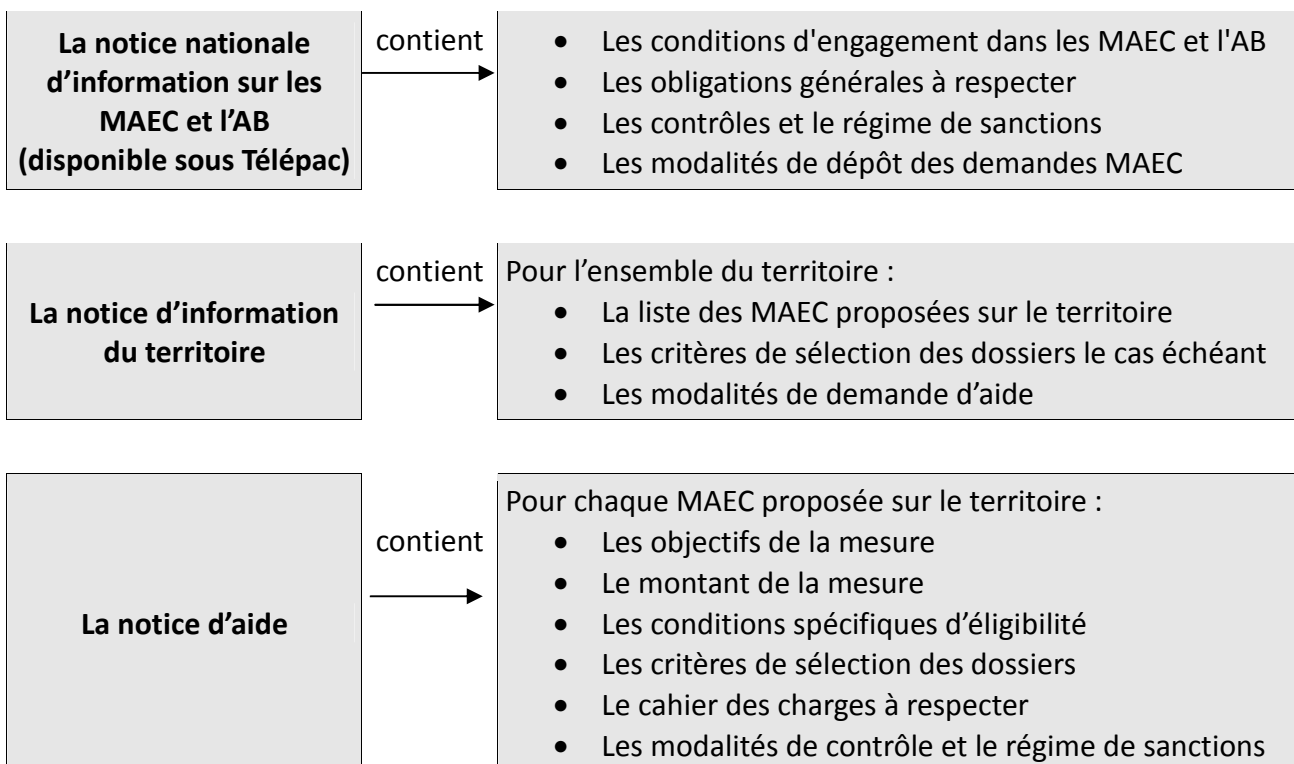 La notice nationale
d’information sur les
MAEC et l’AB
(disponible sous Télépac)
contient
• Les conditions d'engagement dans les MAEC et l'AB
• Les obligations générales à respecter
• Les contrôles et le régime de sanctions
• Les modalités de dépôt des demandes MAEC
La notice d’information
du territoire
contient
Pour l’ensemble du territoire :
• La liste des MAEC proposées sur le territoire
• Les critères de sélection des dossiers le cas échéant
• Les modalités de demande d’aide
La notice d’aide
contient
Pour chaque MAEC proposée sur le territoire :
• Les objectifs de la mesure
• Le montant de la mesure
• Les conditions spécifiques d’éligibilité
• Les critères de sélection des dossiers
• Le cahier des charges à respecter
• Les modalités de contrôle et le régime de sanctions